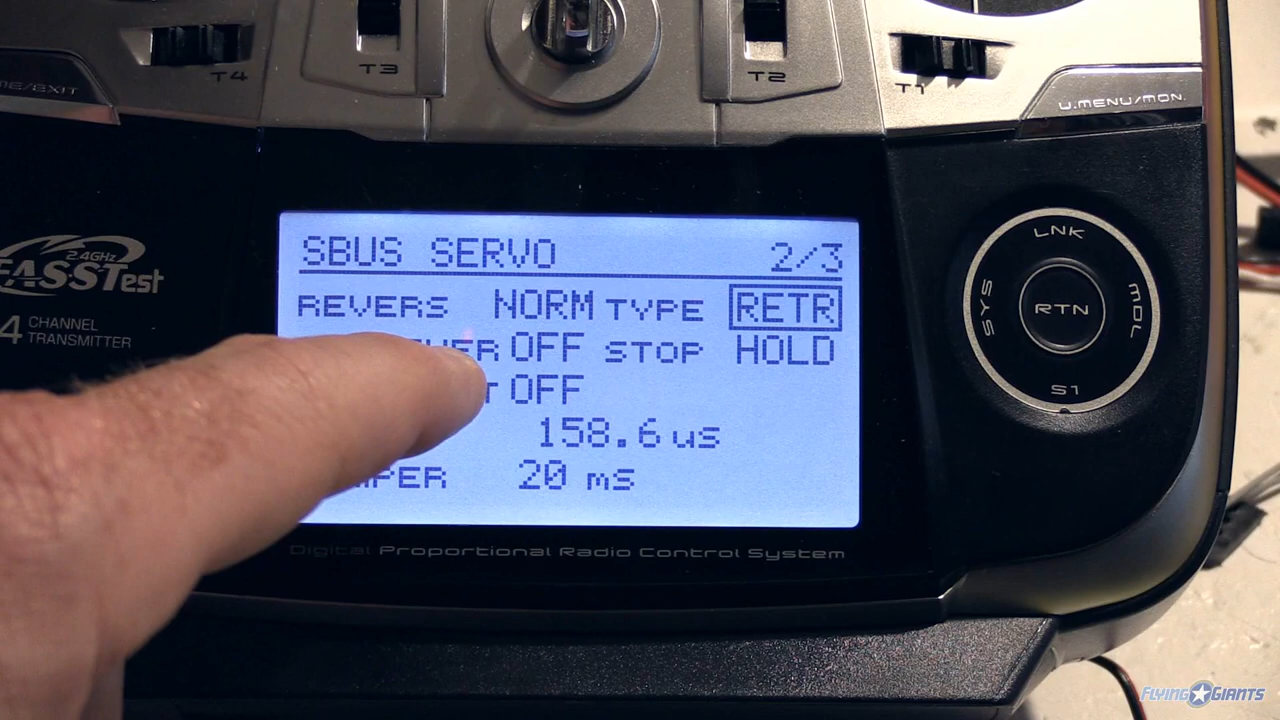 T4
T3
T2
T1
ME/EXIT
U.MENU/MON.
2.4GHz
FASSTest
4 CHANNEL
TRANSMITTER
SBUS SERVO 2/3
REVERS NORM TYPE RETR
OFF STOP HOLD
OFF
158.6 us
20 mS
LNK
SYS
RTN
MDL
S1
Digital Proportional Radio Control System
FLYING GIANTS